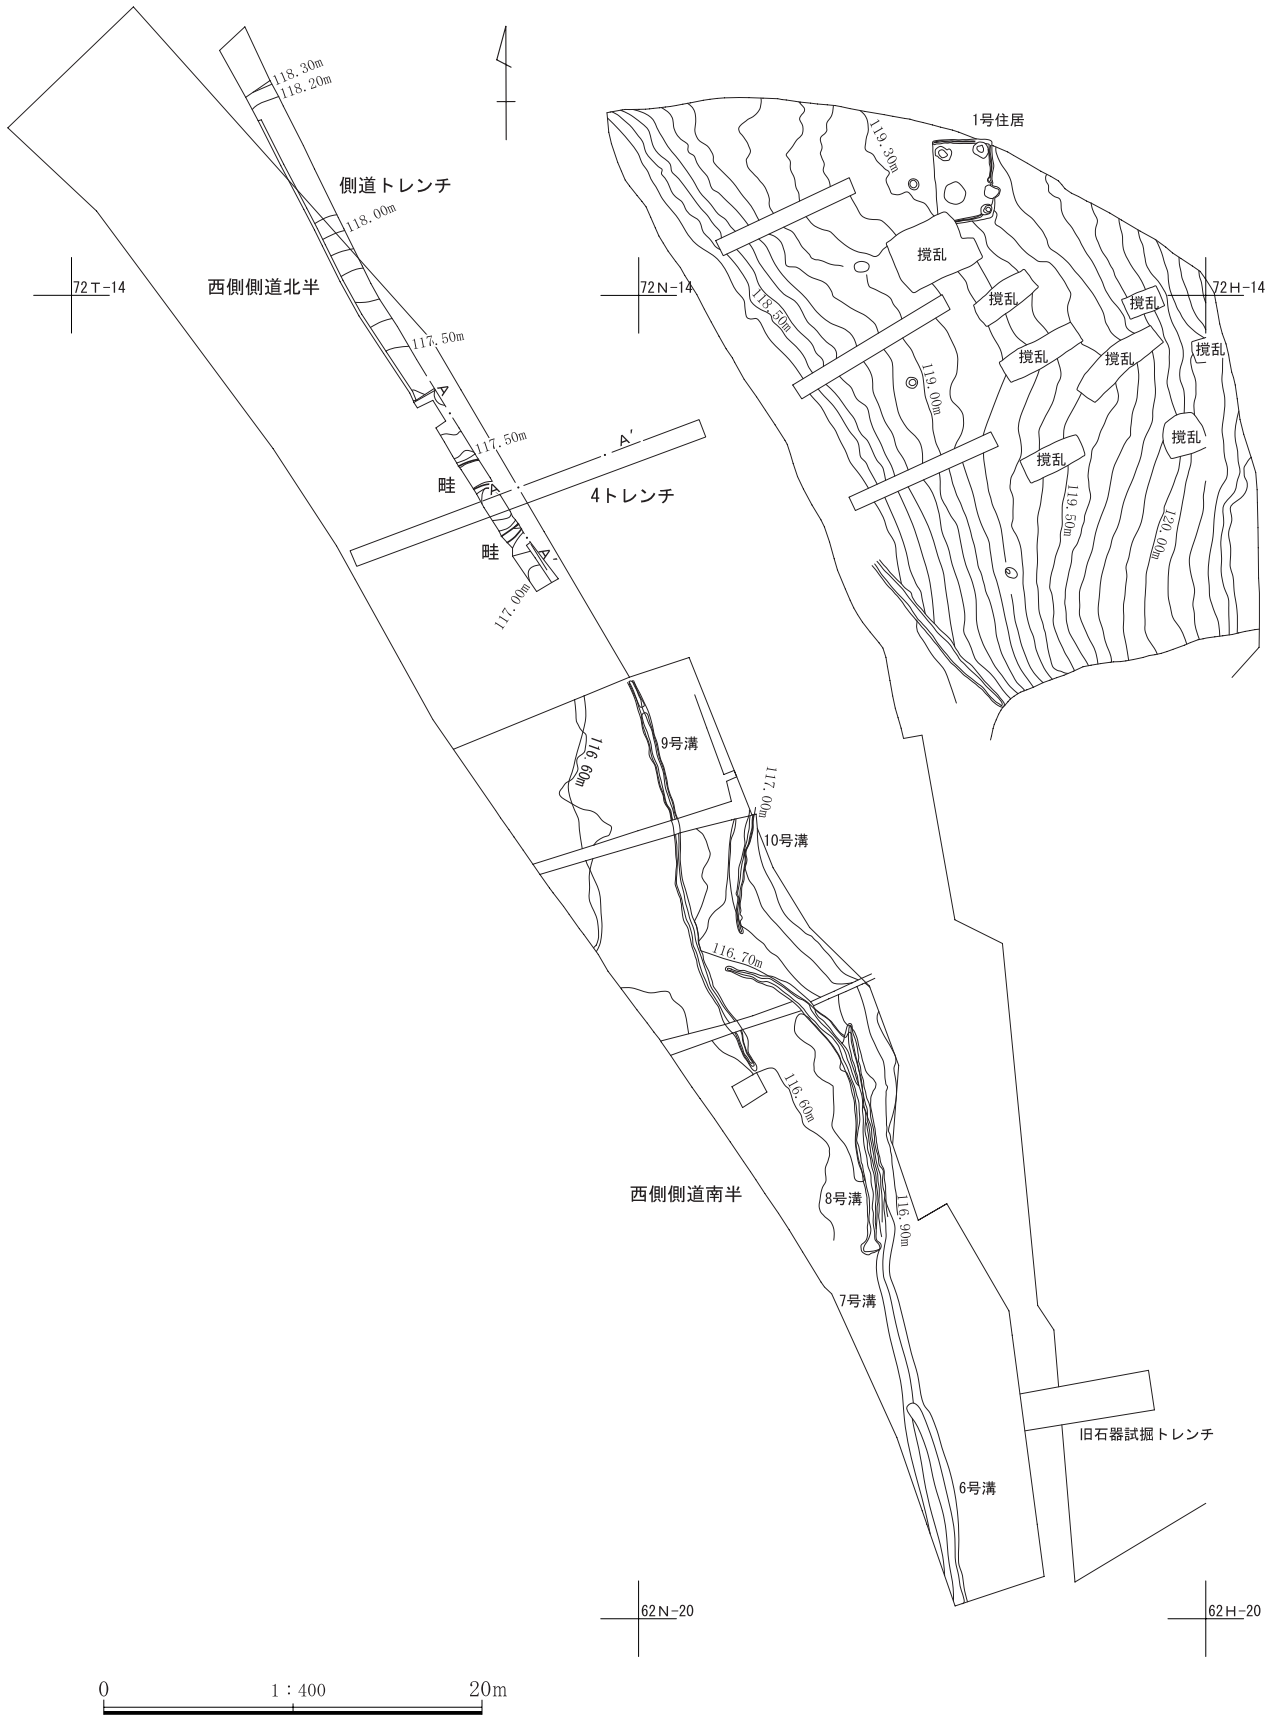 118.30m
118.20m
1号住居
119.30m
側道トレンチ
118.00m
撹乱
西側側道北半
72T-14
72N-14
72H-14
118.50m
撹乱
撹乱
117.50m
撹乱
撹乱
撹乱
119.00m
A
117.50m
A′
撹乱
撹乱
畦
A
4トレンチ
119.50m
120.00m
畦
A′
117.00m
9号溝
116.60m
117.00m
10号溝
116.70m
116.60m
西側側道南半
8号溝
116.90m
7号溝
旧石器試掘トレンチ
6号溝
62N-20
62H-20
0
1：400
20m